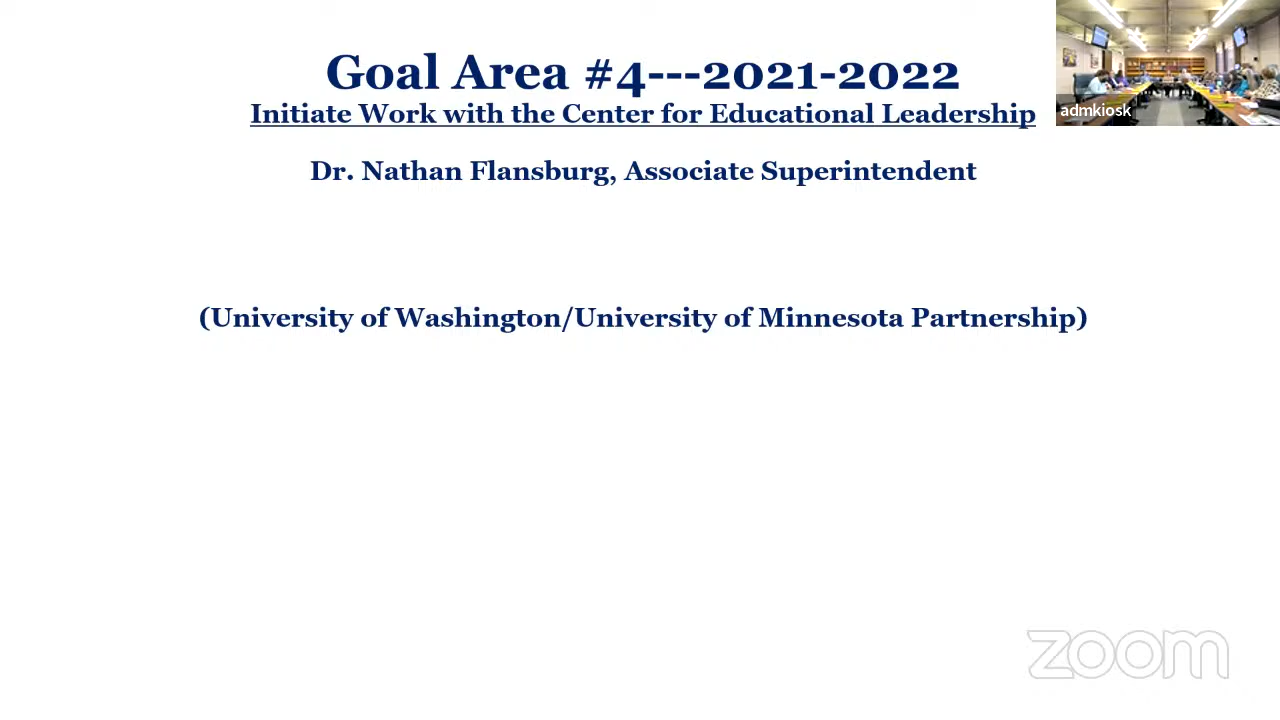 Goal Area #4---2021-2022
Initiate Work with the Center for Educational Leadership
admkiosk
Dr. Nathan Flansburg, Associate Superintendent
(University of Washington/University of Minnesota Partnership)
zoom